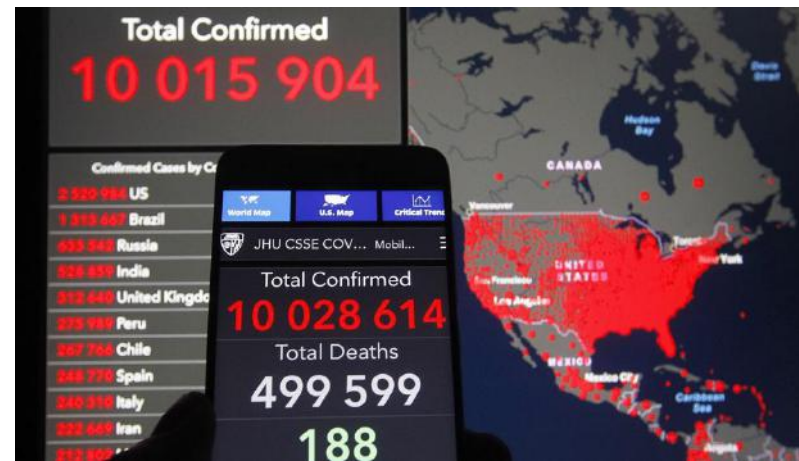 Total Confirmed
10 015 904
Confirmed Cases by
2 520 984 US
1 313 667 Brazil
633 542 Russia
528 859 India
312 640 United Kingdo
275 989 Peru
267 766 Chile
248 770 Spain
240 310 Italy
222 669 Iran
World Map
U.S. Map
Critical Trend
JHU CSSE COV... Mobil...
Total Confirmed
10 028 614
Total Deaths
499 599
188
Davis
Strait
Hudson
Bay
CANADA
Vancouver
Toront
New York
UNITED
STATES
San Francisco
Los Angeles
MEXICO
Mexico City
Caribbean
Sea